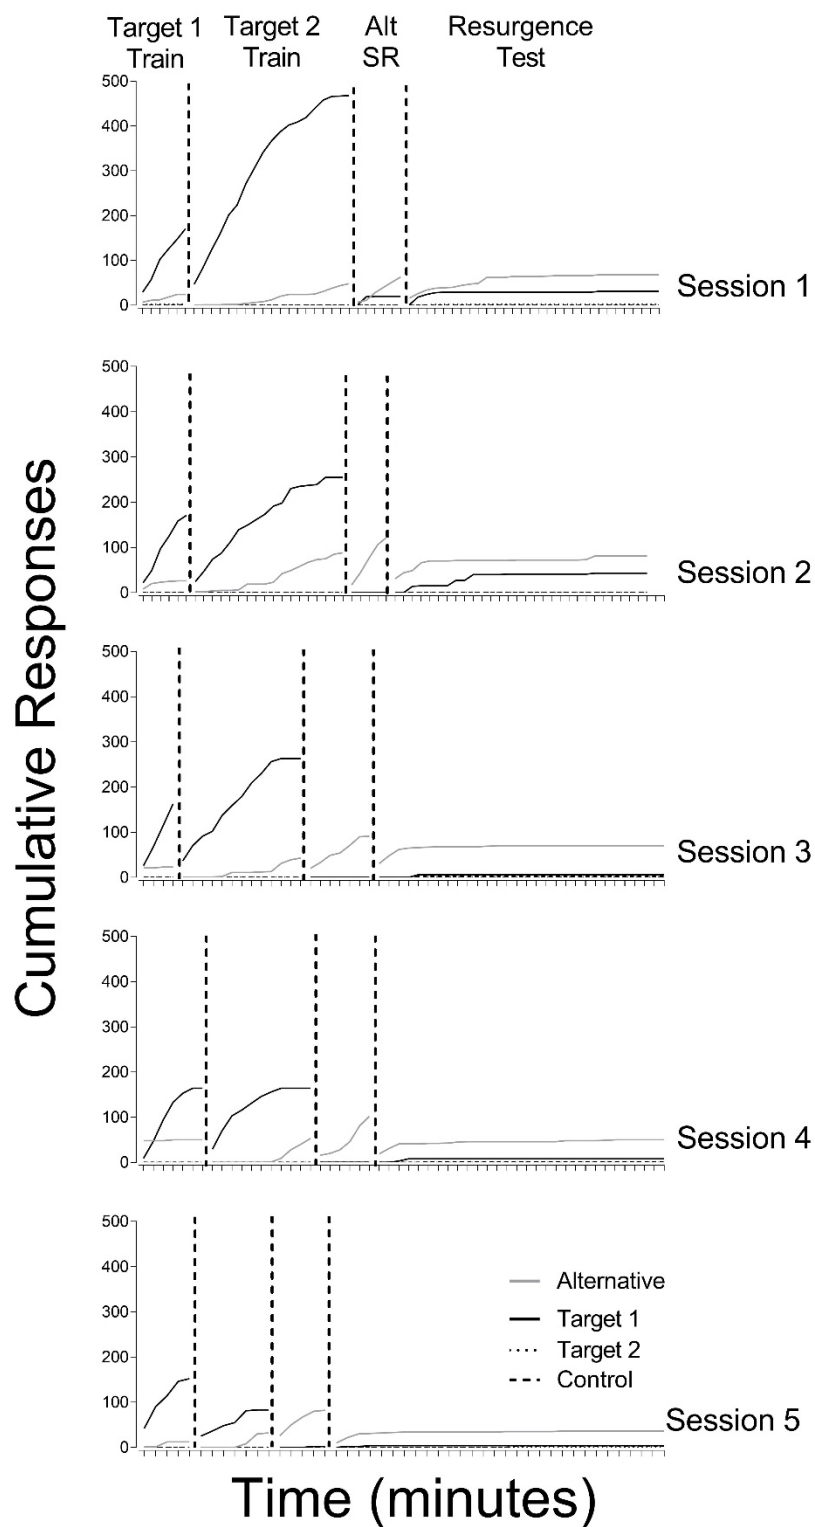 Target 1 Train
Target 2 Train
Alt SR
Resurgence Test
500
400
300
200
100
0
Session 1
500
400
300
200
100
0
Session 2
500
400
300
200
100
0
Session 3
500
400
300
200
100
0
Session 4
500
400
300
200
100
0
Alternative
Target 1
Target 2
Control
Session 5
Cumulative Responses
Time (minutes)